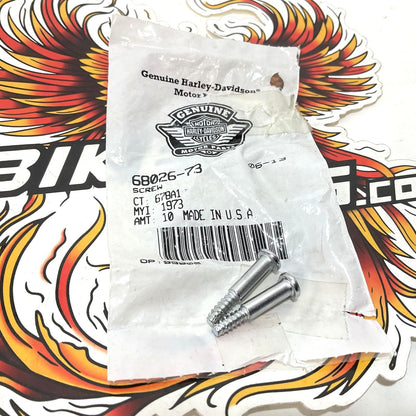 Genuine Harley-Davidson®
Motor
GENUINE
MOTOR
HARLEY-DAVIDSON
CYCLES
MOTOR PARTS
68026-73
SCREW
CT: 678A1
MYI: 1973
AMT: 10 MADE IN U.S.A
BIK
.COM